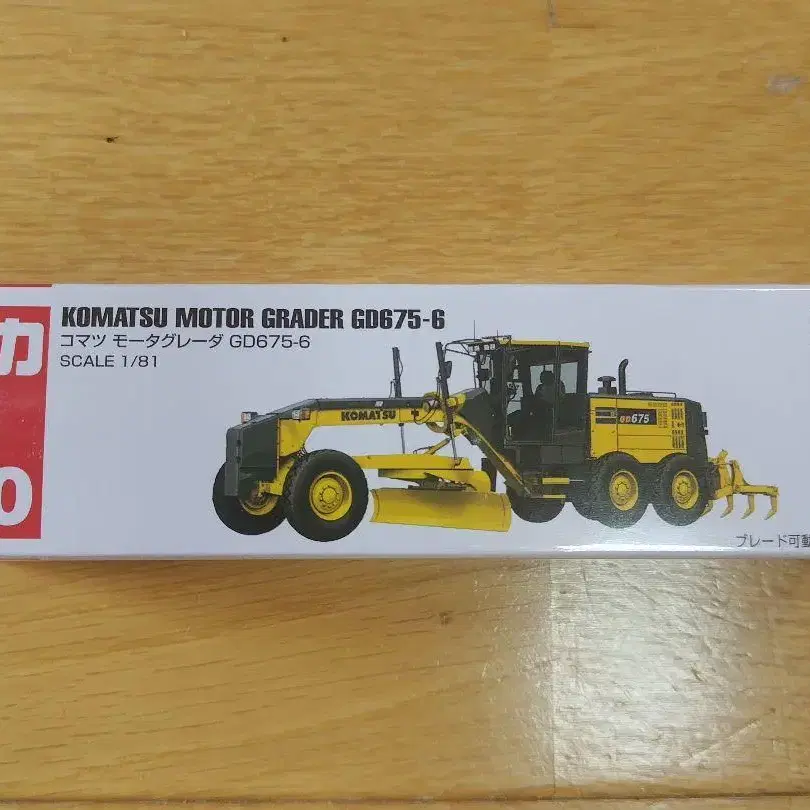 カ
0
KOMATSU MOTOR GRADER GD675-6
コマツ モータグレーダ GD675-6
SCALE 1/81
KOMATSU
GD675
ブレード可動